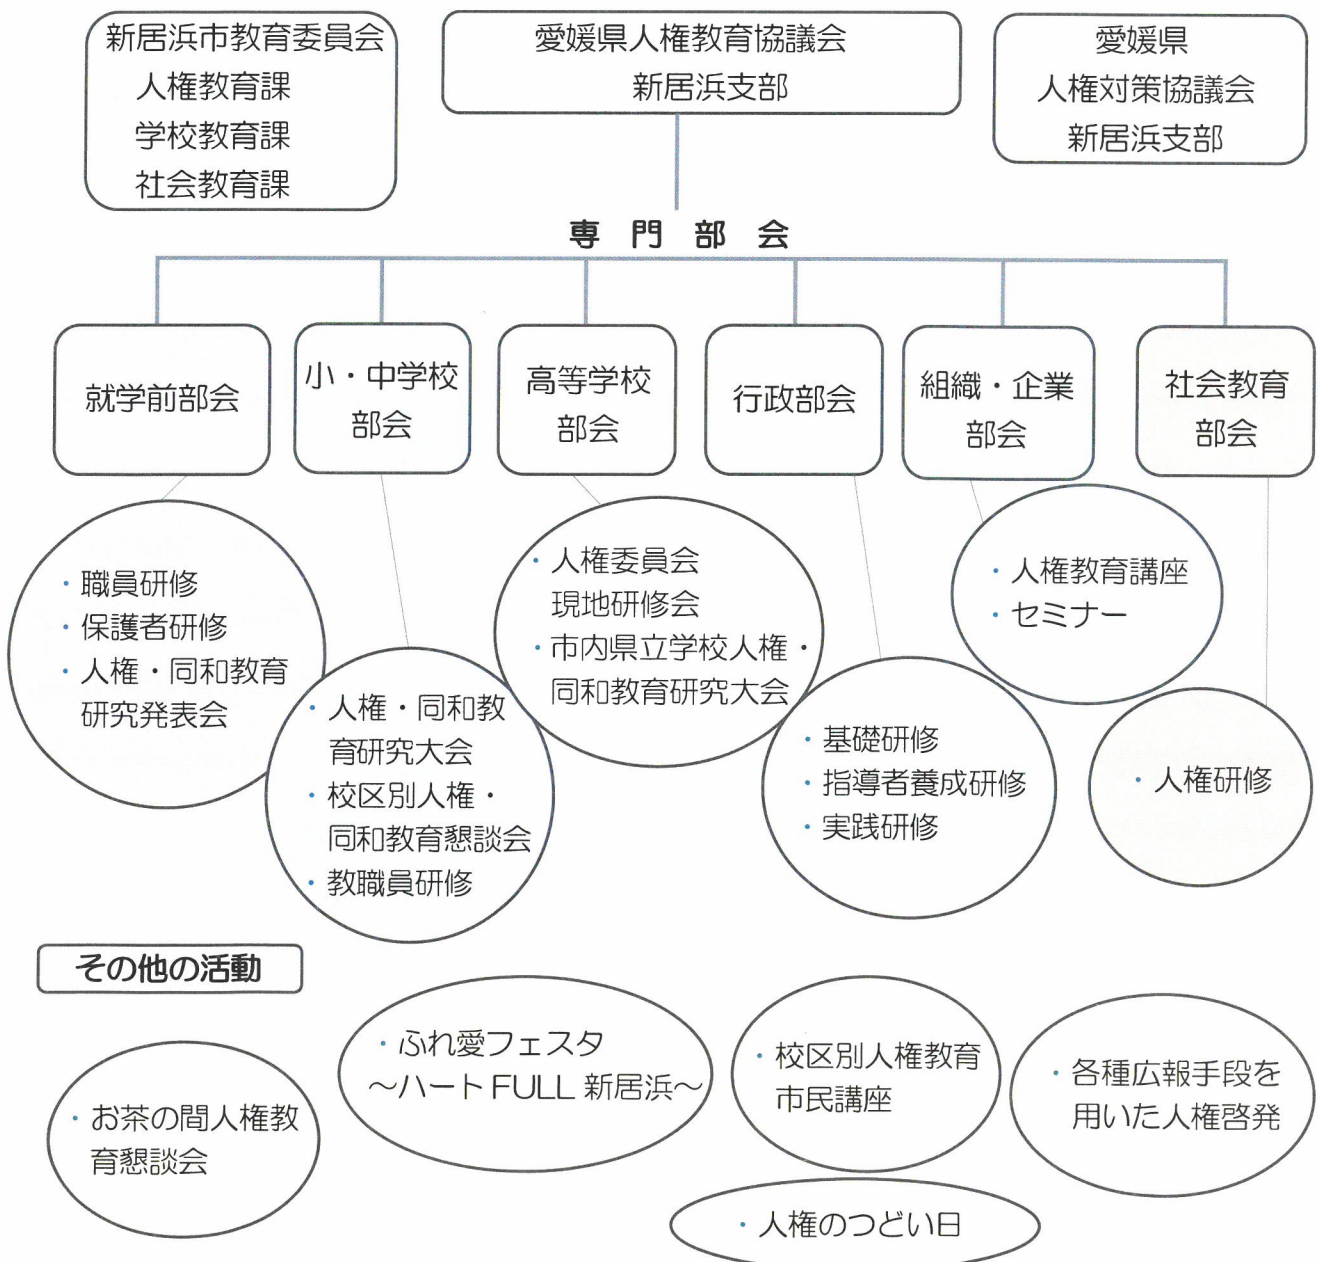 新居浜市教育委員会
人権教育課
学校教育課
社会教育課
愛媛県人権教育協議会
新居浜支部
愛媛県
人権対策協議会
新居浜支部
専門部会
就学前部会
小・中学校
部会
高等学校
部会
行政部会
組織・企業
部会
社会教育
部会
・職員研修
・保護者研修
・人権・同和教育
研究発表会
・人権・同和教
育研究大会
・校区別人権・
同和教育懇談会
・教職員研修
・人権委員会
現地研修会
・市内県立学校人権・
同和教育研究大会
・基礎研修
・指導者養成研修
・実践研修
・人権教育講座
・セミナー
・人権研修
その他の活動
・お茶の間人権教
育懇談会
・ふれ愛フェスタ
~ハートFULL 新居浜~
・校区別人権教育
市民講座
・各種広報手段を
用いた人権啓発
・人権のつどい日